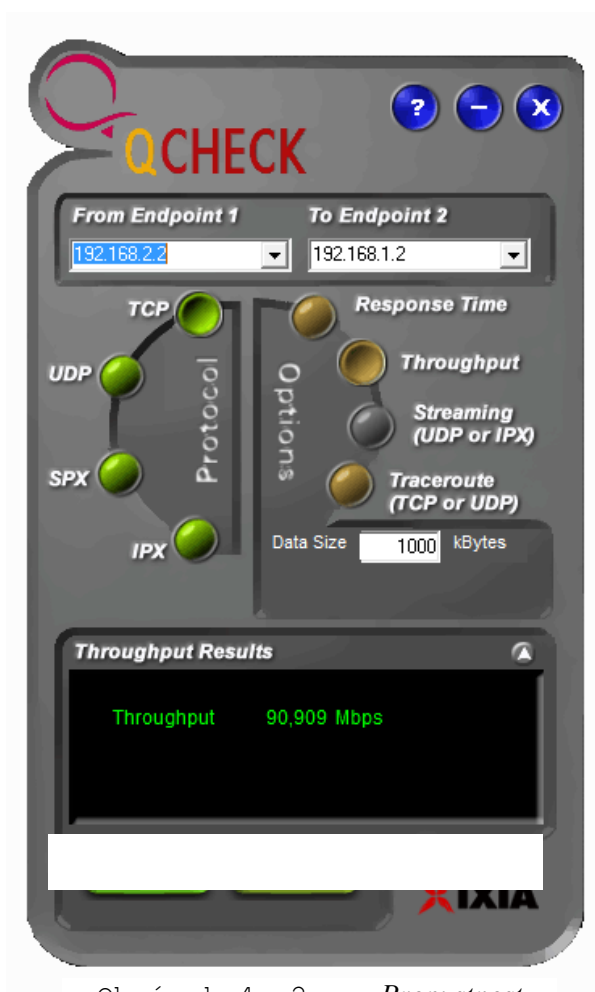 QCHECK
? – X
From Endpoint 1 To Endpoint 2
192.168.2.2 192.168.1.2
TCP
UDP
SPX
IPX
Protocol
Options
Response Time
Throughput
Streaming
(UDP or IPX)
Traceroute
(TCP or UDP)
Data Size 1000 kBytes
Throughput Results
Throughput 90,909 Mbps
IXIA